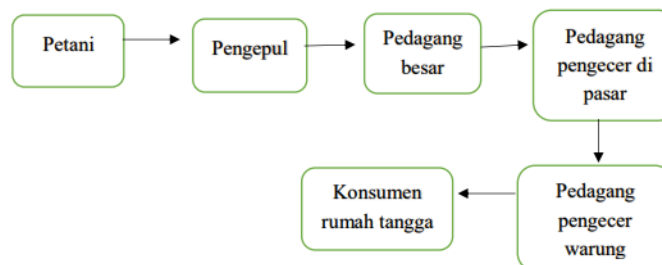 Petani
Pengepul
Pedagang
besar
Pedagang
pengecer di
pasar
Pedagang
pengecer
warung
Konsumen
rumah tangga